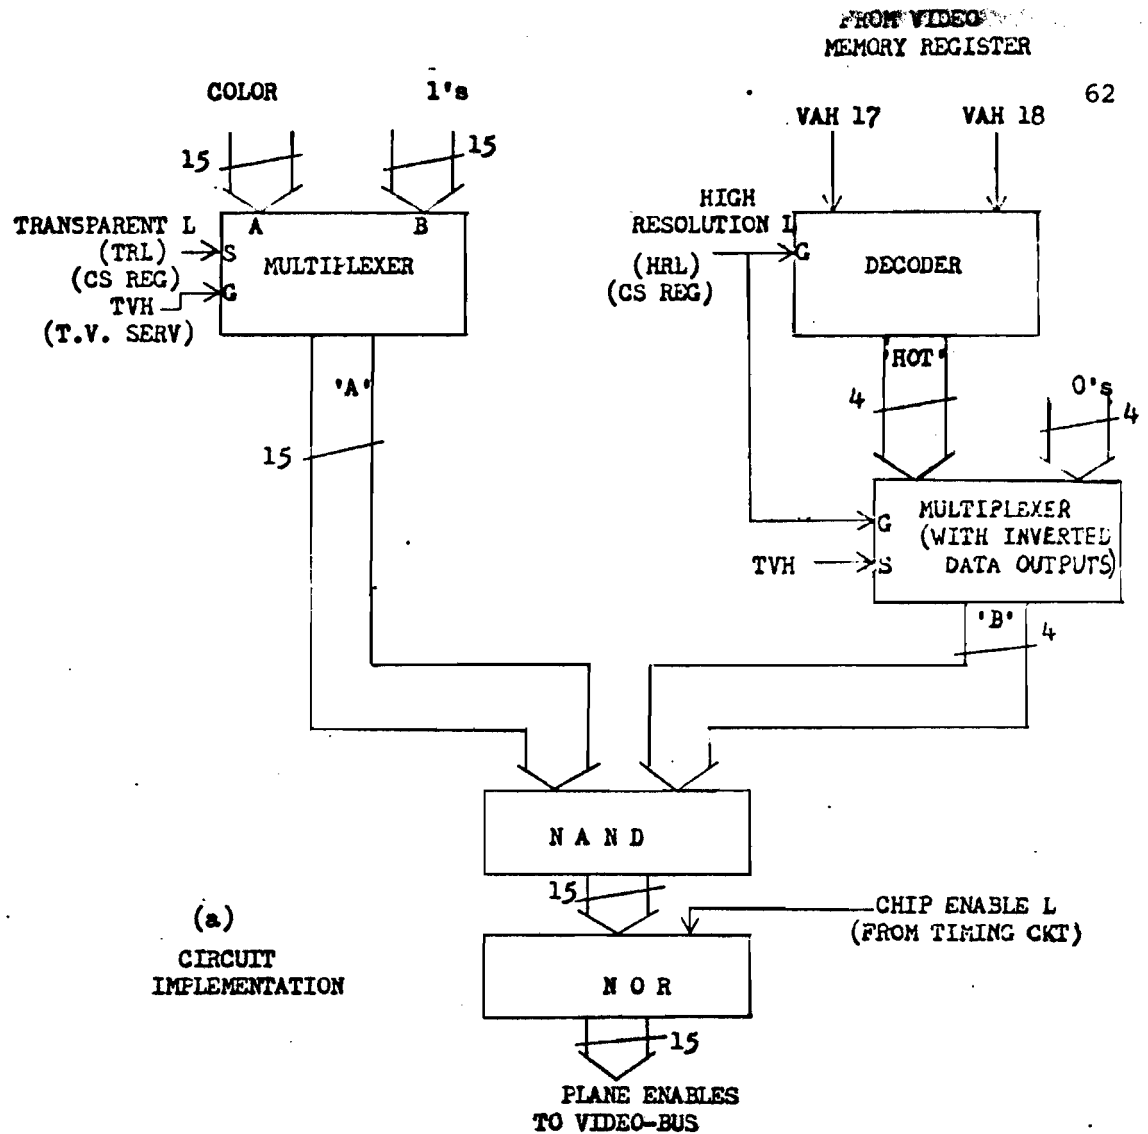 FROM VIDEO
MEMORY REGISTER
62
COLOR
1's
VAH 17
VAH 18
15
15
HIGH
RESOLUTION L
(HRL)
(CS REG)
TRANSPARENT L
(TRL)
(CS REG)
TVH
(T.V. SERV)
A
B
S
G
MULTIPLEXER
G
DECODER
'HOT'
4
0's
4
'A'
15
G
S
MULTIPLEXER
(WITH INVERTED
DATA OUTPUTS)
TVH
'B'
4
NAND
15
CHIP ENABLE L
(FROM TIMING CKT)
NOR
15
(a)
CIRCUIT
IMPLEMENTATION
PLANE ENABLES
TO VIDEO-BUS